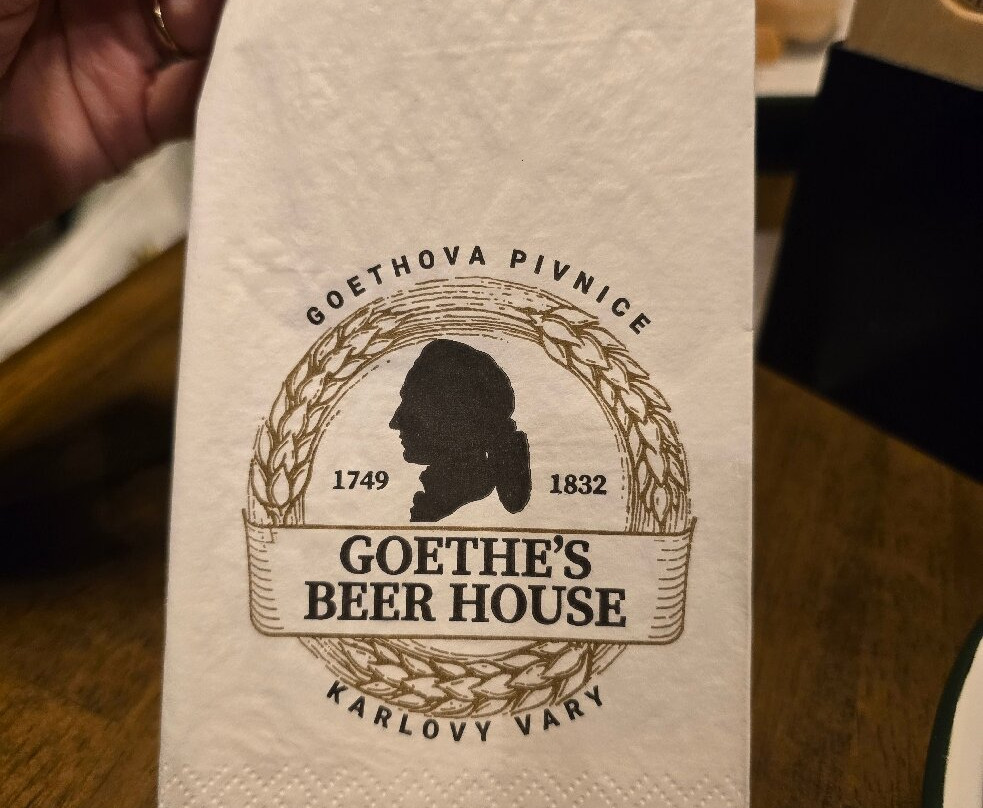 GOETHOVA PIVNICE
1749 1832
GOETHE'S
BEER HOUSE
KARLOVY VARY